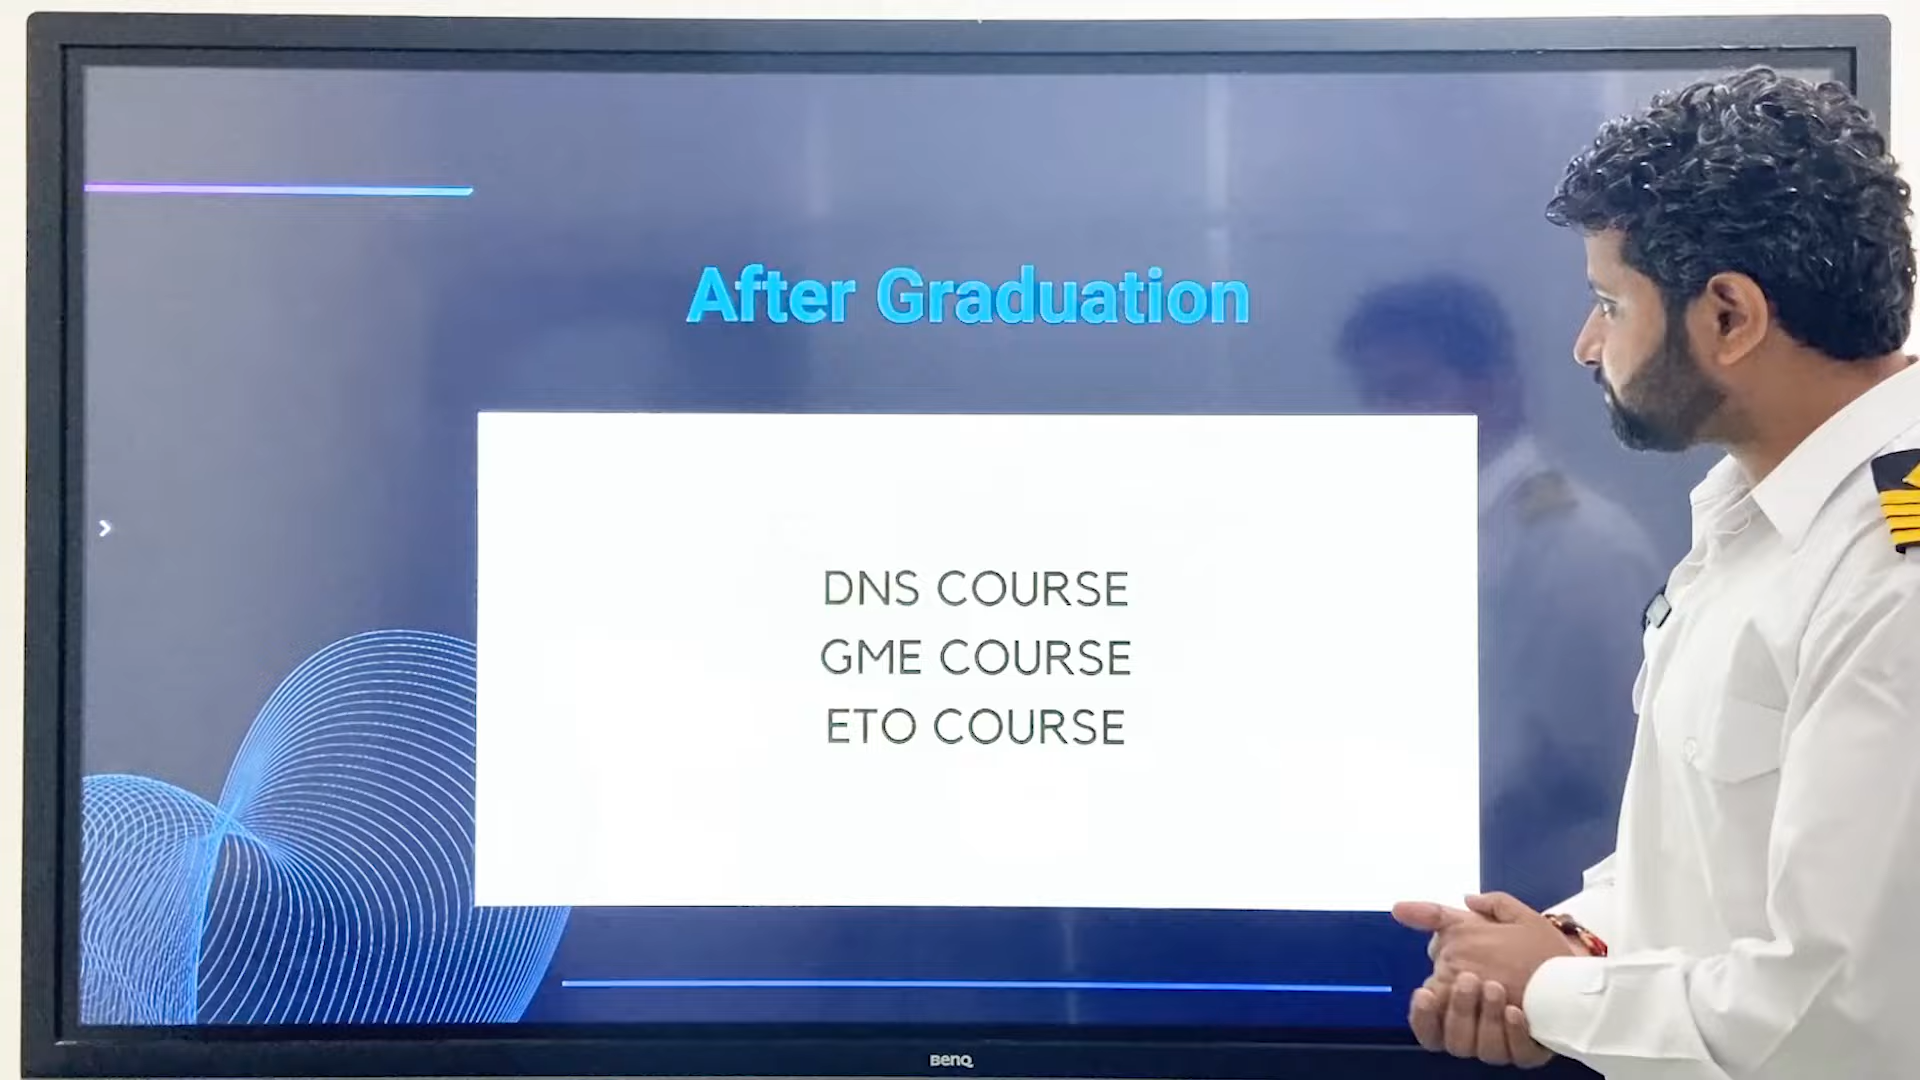 After Graduation
DNS COURSE
GME COURSE
ETO COURSE
BenQ